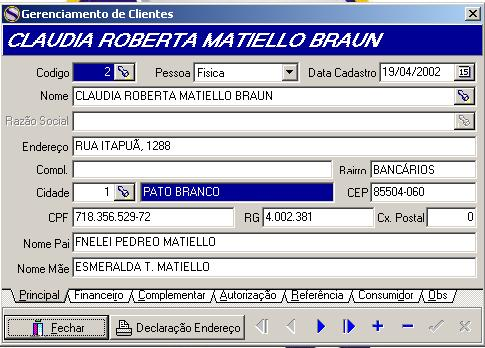 Gerenciamento de Clientes
CLAUDIA ROBERTA MATIELLO BRAUN
Codigo 2 Pessoa Fisica Data Cadastro 19/04/2002 15
Nome CLAUDIA ROBERTA MATIELLO BRAUN
Razão Social
Endereço RUA ITAPUÃ, 1288
Compl. Bairro BANCÁRIOS
Cidade 1 PATO BRANCO CEP 85504-060
CPF 718.356.529-72 RG 4.002.381 Cx. Postal 0
Nome Pai FNELEI PEDREO MATIELLO
Nome Mãe ESMERALDA T. MATIELLO
Principal Financeiro Complementar Autorização Referência Consumidor Obs
Fechar Declaração Endereço